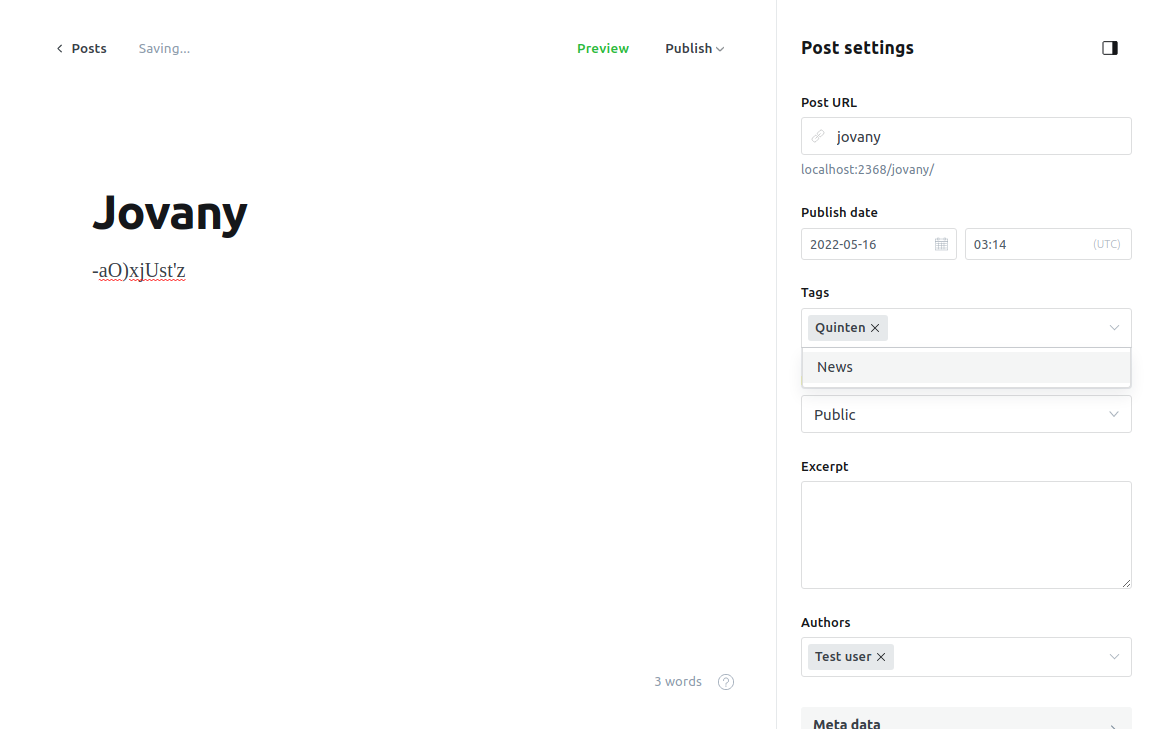 Posts
Saving...
Preview
Publish
Jovany
-aO)xjUst'z
3 words
?
Post settings
Post URL
jovany
localhost:2368/jovany/
Publish date
2022-05-16
03:14
(UTC)
Tags
Quinten
News
Public
Excerpt
Authors
Test user
Meta data